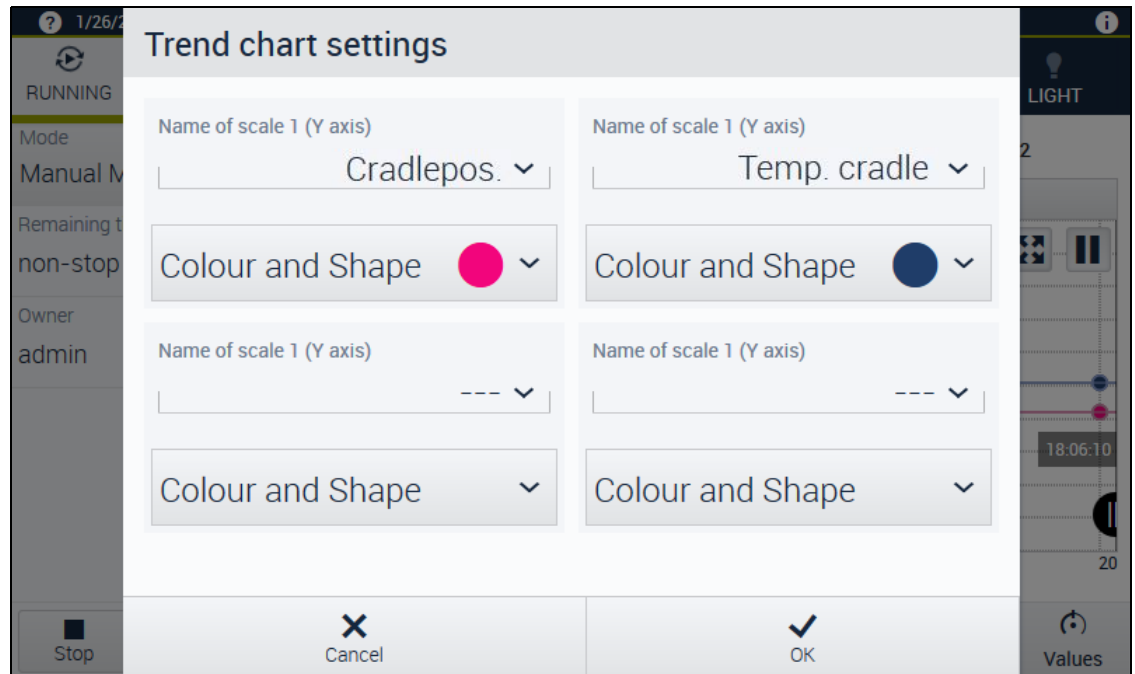 1/26/2
RUNNING
LIGHT
Trend chart settings
Mode
Manual M
Remaining t
non-stop
Owner
admin
Name of scale 1 (Y axis)
Cradlepos.
Colour and Shape
Name of scale 1 (Y axis)
Temp. cradle
Colour and Shape
Name of scale 1 (Y axis)
---
Colour and Shape
Name of scale 1 (Y axis)
---
Colour and Shape
2
18:06:10
20
Stop
Cancel
OK
Values